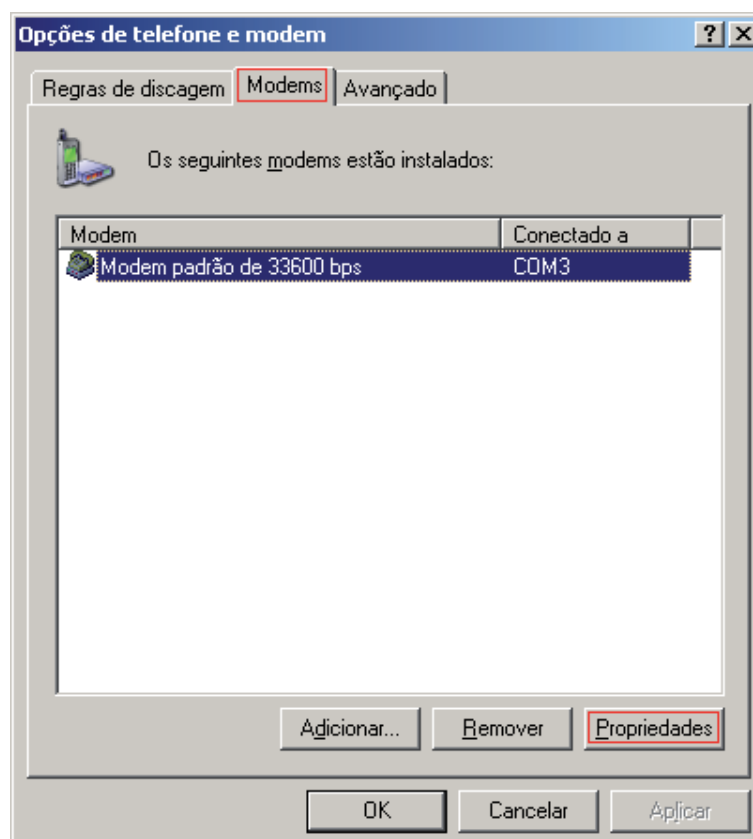 Opções de telefone e modem
Regras de discagem Modems Avançado
Os seguintes modems estão instalados:
Modem Conectado a
Modem padrão de 33600 bps COM3
Adicionar... Remover Propriedades
OK Cancelar Aplicar